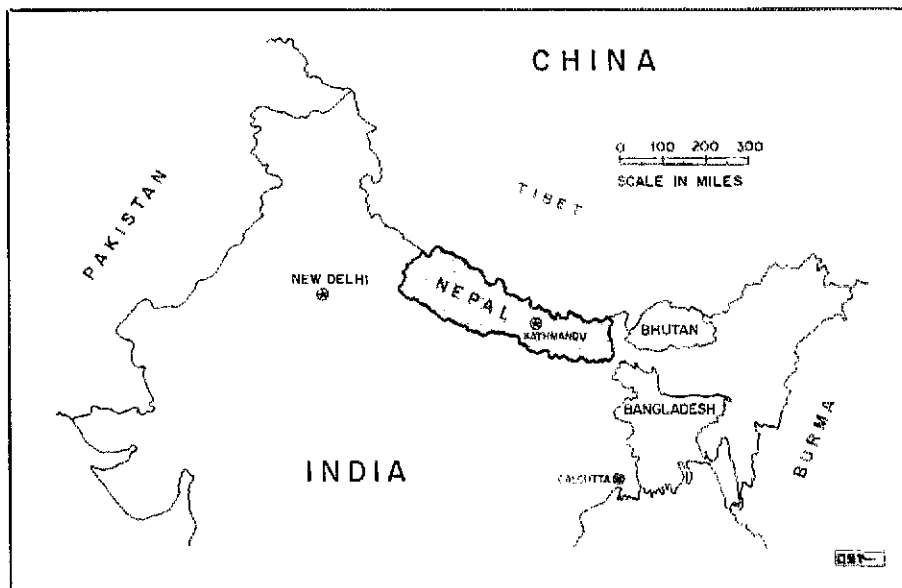 CHINA
0 100 200 300
SCALE IN MILES
PAKISTAN
TIBET
NEW DELHI
NEPAL
KATHMANDU
BHUTAN
BANGLADESH
BURMA
INDIA
CALCUTTA